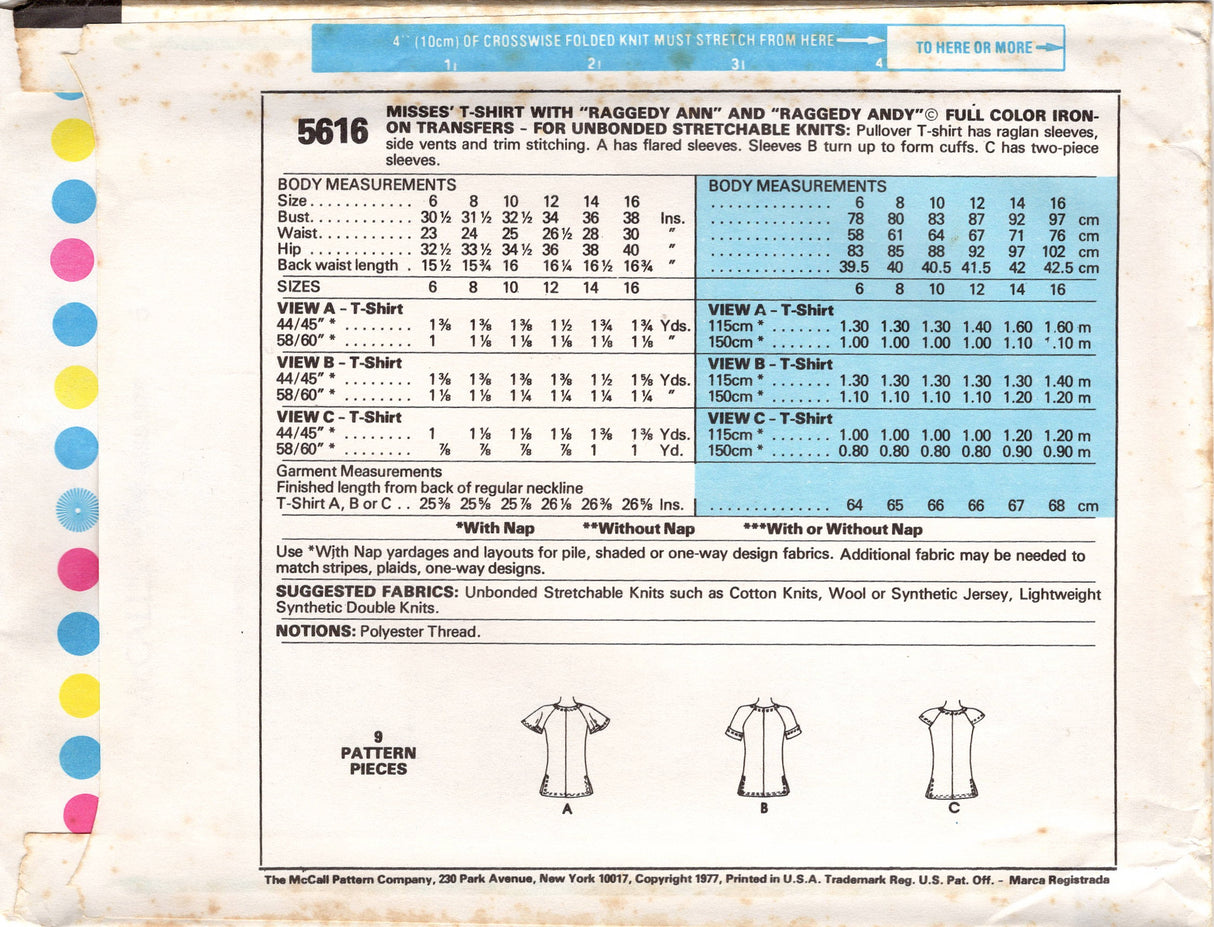 4" (10cm) OF CROSSWISE FOLDED KNIT MUST STRETCH FROM HERE TO HERE OR MORE
1 2 3 4
5616 MISSES' T-SHIRT WITH "RAGGEDY ANN" AND "RAGGEDY ANDY"© FULL COLOR IRON-
ON TRANSFERS – FOR UNBONDED STRETCHABLE KNITS: Pullover T-shirt has raglan sleeves,
side vents and trim stitching. A has flared sleeves. Sleeves B turn up to form cuffs. C has two-piece
sleeves.
BODY MEASUREMENTS BODY MEASUREMENTS
Size............ 6 8 10 12 14 16 ............... 6 8 10 12 14 16
Bust............ 30½ 31½ 32½ 34 36 38 Ins. ............... 78 80 83 87 92 97 cm
Waist........... 23 24 25 26½ 28 30 " ............... 58 61 64 67 71 76 cm
Hip ............ 32½ 33½ 34½ 36 38 40 " ............... 83 85 88 92 97 102 cm
Back waist length . 15½ 15¾ 16 16¼ 16½ 16¾ " ............... 39.5 40 40.5 41.5 42 42.5 cm
SIZES 6 8 10 12 14 16 6 8 10 12 14 16
VIEW A – T-Shirt VIEW A – T-Shirt
44/45" * ........ 1⅜ 1⅜ 1⅜ 1½ 1¾ 1¾ Yds. 115cm * ....... 1.30 1.30 1.30 1.40 1.60 1.60 m
58/60" * ........ 1 1⅛ 1⅛ 1⅛ 1⅛ 1⅛ " 150cm * ....... 1.00 1.00 1.00 1.00 1.10 1.10 m
VIEW B – T-Shirt VIEW B – T-Shirt
44/45" * ........ 1⅜ 1⅜ 1⅜ 1⅜ 1½ 1⅝ Yds. 115cm * ....... 1.30 1.30 1.30 1.30 1.30 1.40 m
58/60" * ........ 1⅛ 1⅛ 1¼ 1¼ 1¼ 1¼ " 150cm * ....... 1.10 1.10 1.10 1.10 1.20 1.20 m
VIEW C – T-Shirt VIEW C – T-Shirt
44/45" * ........ 1 1⅛ 1⅛ 1⅛ 1⅜ 1⅜ Yds. 115cm * ....... 1.00 1.00 1.00 1.00 1.20 1.20 m
58/60" * ........ ⅞ ⅞ ⅞ ⅞ 1 1 Yd. 150cm * ....... 0.80 0.80 0.80 0.80 0.90 0.90 m
Garment Measurements
Finished length from back of regular neckline
T-Shirt A, B or C .. 25⅜ 25⅝ 25⅞ 26⅛ 26⅜ 26⅝ Ins. ............... 64 65 66 66 67 68 cm
*With Nap **Without Nap ***With or Without Nap
Use *With Nap yardages and layouts for pile, shaded or one-way design fabrics. Additional fabric may be needed to
match stripes, plaids, one-way designs.
SUGGESTED FABRICS: Unbonded Stretchable Knits such as Cotton Knits, Wool or Synthetic Jersey, Lightweight
Synthetic Double Knits.
NOTIONS: Polyester Thread.
9
PATTERN
PIECES
A B C
The McCall Pattern Company, 230 Park Avenue, New York 10017, Copyright 1977, Printed in U.S.A. Trademark Reg. U.S. Pat. Off. – Marca Registrada